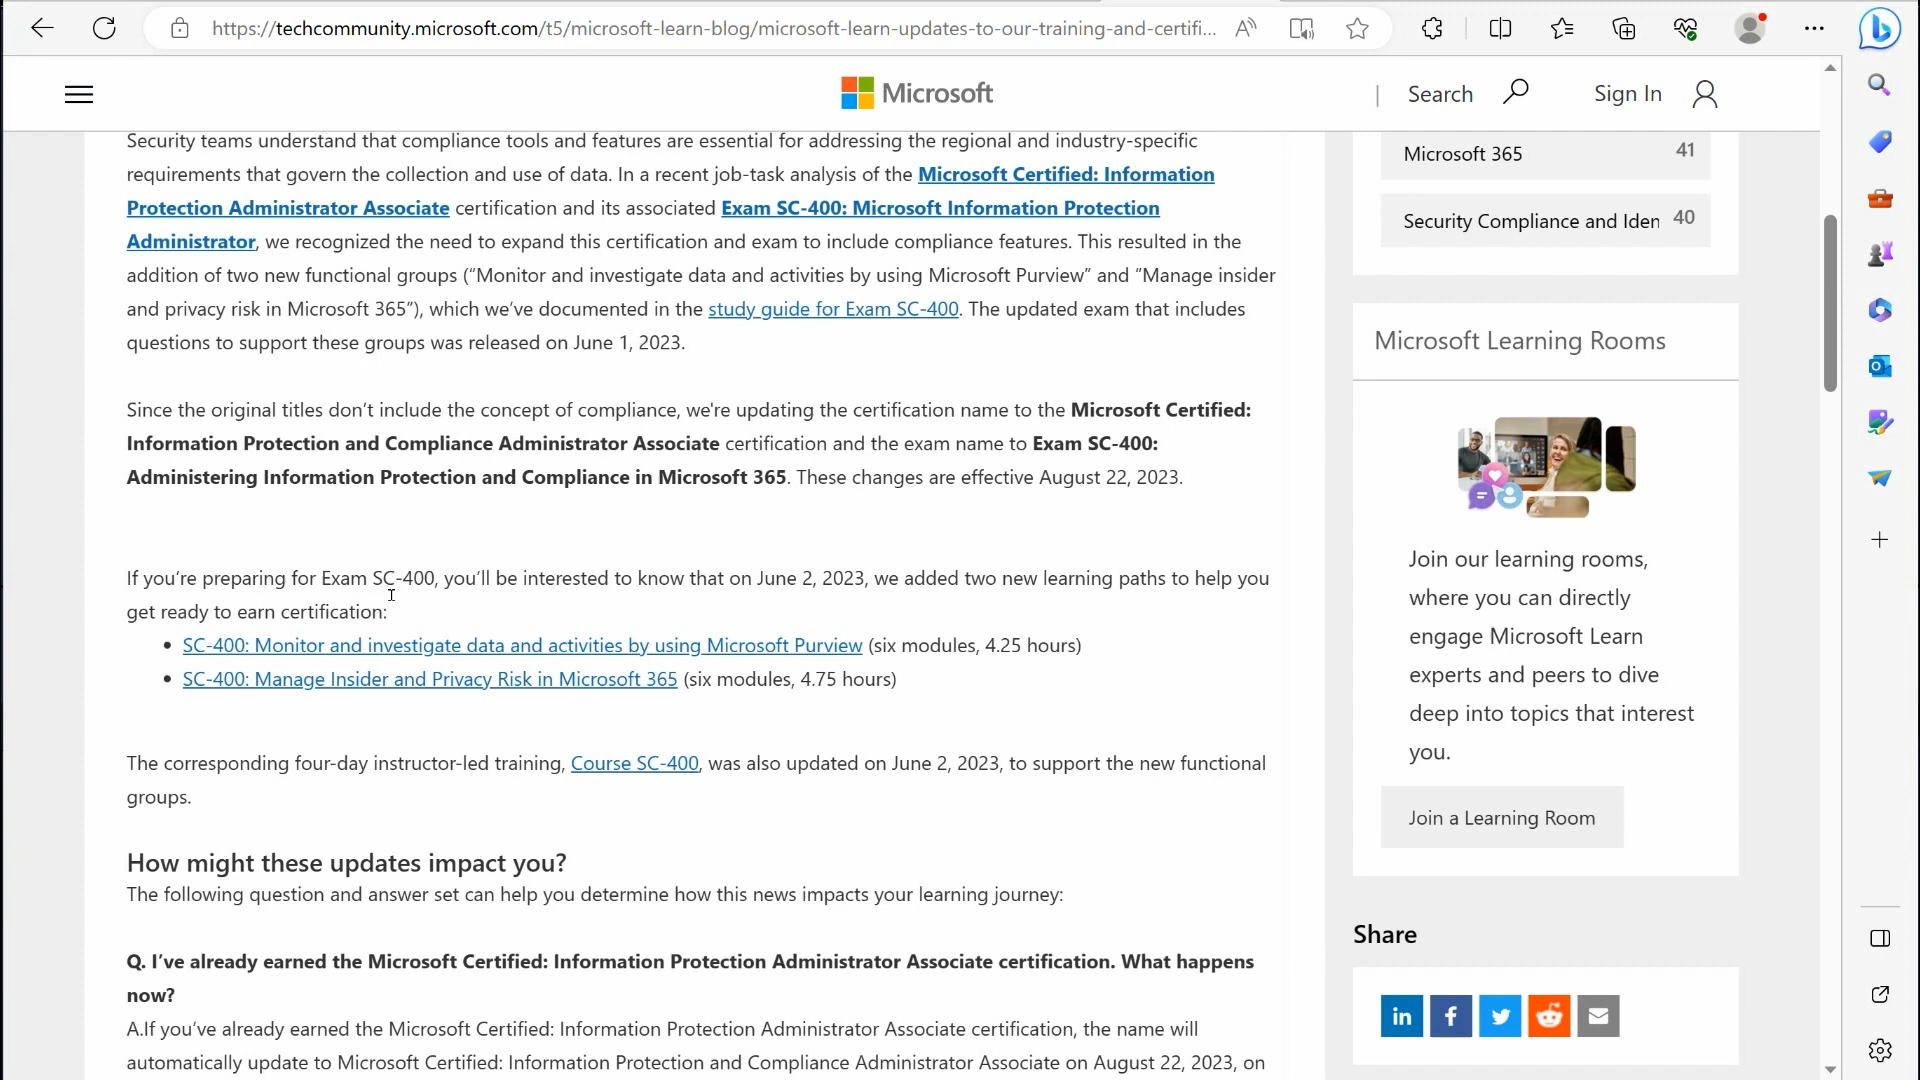 https://techcommunity.microsoft.com/t5/microsoft-learn-blog/microsoft-learn-updates-to-our-training-and-certifi...
Microsoft
Search
Sign In
Security teams understand that compliance tools and features are essential for addressing the regional and industry-specific
requirements that govern the collection and use of data. In a recent job-task analysis of the Microsoft Certified: Information
Protection Administrator Associate certification and its associated Exam SC-400: Microsoft Information Protection
Administrator, we recognized the need to expand this certification and exam to include compliance features. This resulted in the
addition of two new functional groups (“Monitor and investigate data and activities by using Microsoft Purview” and “Manage insider
and privacy risk in Microsoft 365”), which we’ve documented in the study guide for Exam SC-400. The updated exam that includes
questions to support these groups was released on June 1, 2023.
Since the original titles don’t include the concept of compliance, we're updating the certification name to the Microsoft Certified:
Information Protection and Compliance Administrator Associate certification and the exam name to Exam SC-400:
Administering Information Protection and Compliance in Microsoft 365. These changes are effective August 22, 2023.
If you’re preparing for Exam SC-400, you’ll be interested to know that on June 2, 2023, we added two new learning paths to help you
get ready to earn certification:
• SC-400: Monitor and investigate data and activities by using Microsoft Purview (six modules, 4.25 hours)
• SC-400: Manage Insider and Privacy Risk in Microsoft 365 (six modules, 4.75 hours)
The corresponding four-day instructor-led training, Course SC-400, was also updated on June 2, 2023, to support the new functional
groups.
How might these updates impact you?
The following question and answer set can help you determine how this news impacts your learning journey:
Q. I’ve already earned the Microsoft Certified: Information Protection Administrator Associate certification. What happens
now?
A.If you’ve already earned the Microsoft Certified: Information Protection Administrator Associate certification, the name will
automatically update to Microsoft Certified: Information Protection and Compliance Administrator Associate on August 22, 2023, on
Microsoft 365 41
Security Compliance and Iden 40
Microsoft Learning Rooms
Join our learning rooms,
where you can directly
engage Microsoft Learn
experts and peers to dive
deep into topics that interest
you.
Join a Learning Room
Share